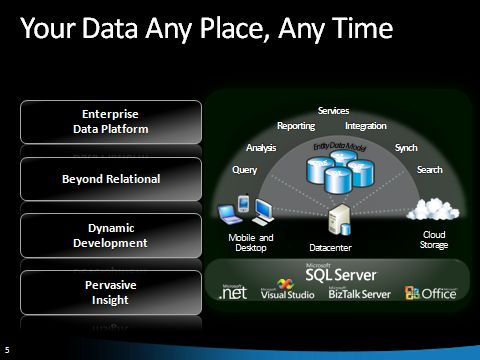 Your Data Any Place, Any Time
Enterprise
Data Platform
Beyond Relational
Dynamic
Development
Pervasive
Insight
Services
Reporting
Integration
Analysis
Entity Data Model
Synch
Query
Search
Mobile and
Desktop
Datacenter
Cloud
Storage
Microsoft
SQL Server
Microsoft
.net
Microsoft
Visual Studio
Microsoft
BizTalk Server
Microsoft
Office
5